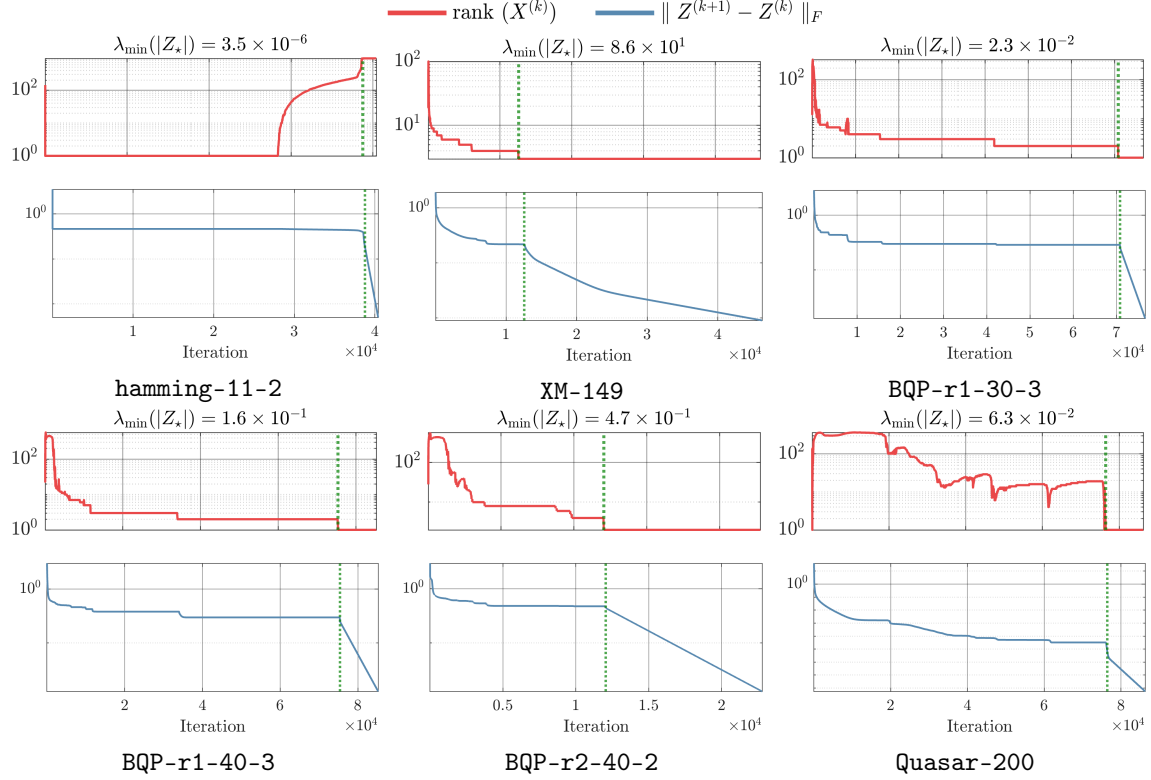 rank (X^(k)) ∥ Z^(k+1) − Z^(k) ∥_F
λ_min(|Z_⋆|) = 3.5 × 10^-6
10^2
10^0
10^0
1 2 3 4
Iteration ×10^4
hamming-11-2
λ_min(|Z_⋆|) = 8.6 × 10^1
10^2
10^1
10^0
1 2 3 4
Iteration ×10^4
XM-149
λ_min(|Z_⋆|) = 2.3 × 10^-2
10^2
10^0
10^0
1 2 3 4 5 6 7
Iteration ×10^4
BQP-r1-30-3
λ_min(|Z_⋆|) = 1.6 × 10^-1
10^2
10^0
10^0
2 4 6 8
Iteration ×10^4
BQP-r1-40-3
λ_min(|Z_⋆|) = 4.7 × 10^-1
10^2
10^0
0.5 1 1.5 2
Iteration ×10^4
BQP-r2-40-2
λ_min(|Z_⋆|) = 6.3 × 10^-2
10^2
10^0
10^0
2 4 6 8
Iteration ×10^4
Quasar-200